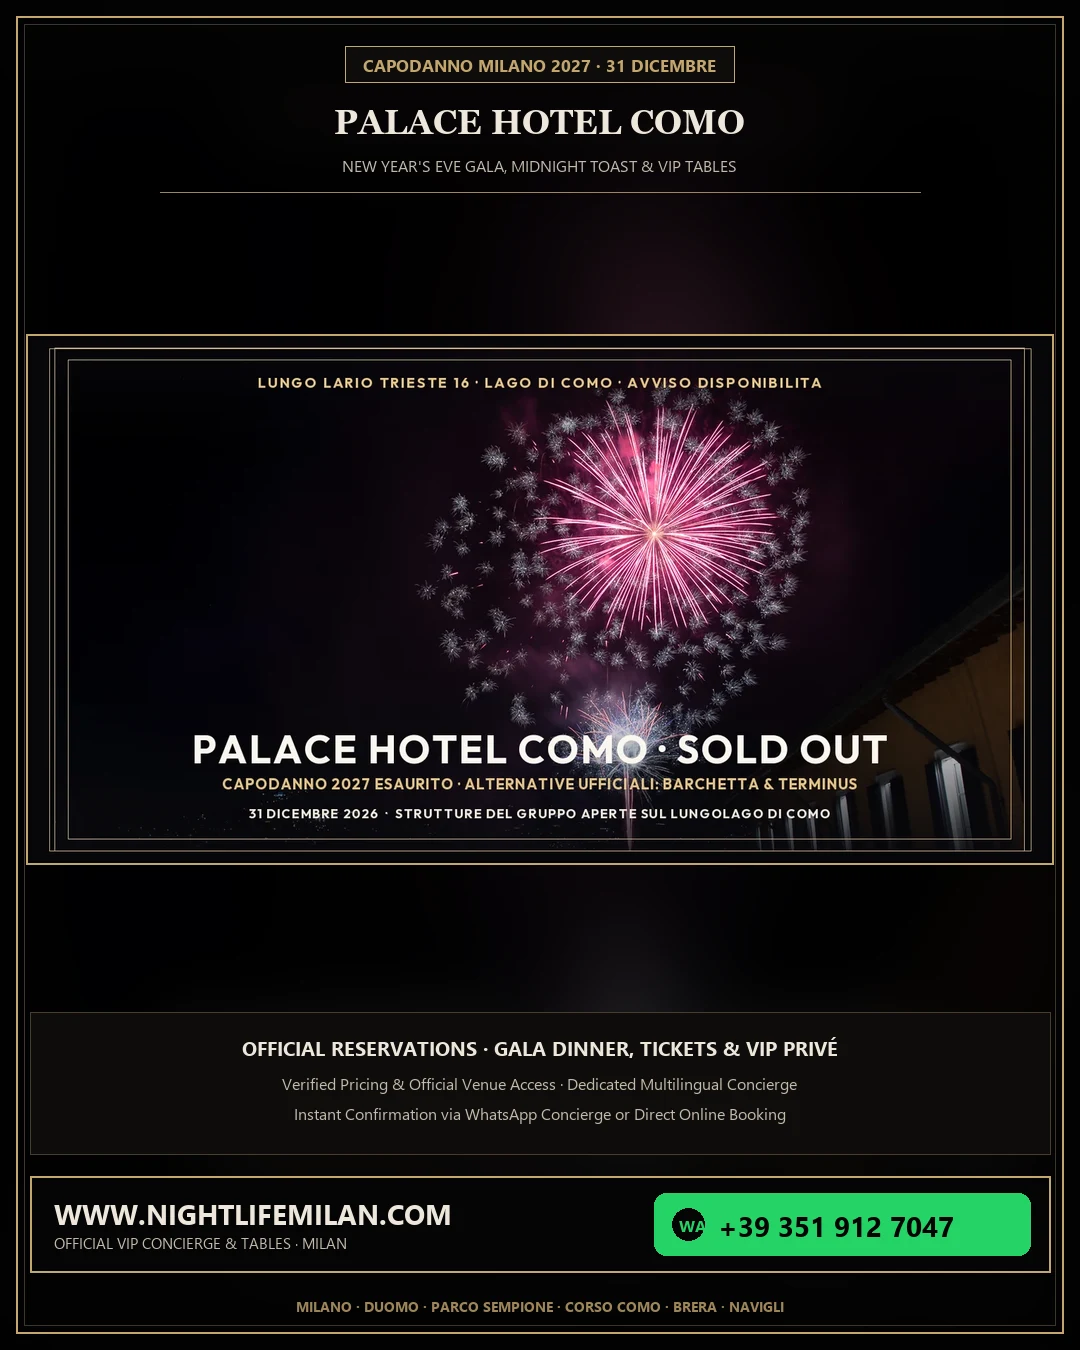 CAPODANNO MILANO 2027 · 31 DICEMBRE
PALACE HOTEL COMO
NEW YEAR'S EVE GALA, MIDNIGHT TOAST & VIP TABLES
LUNGO LARIO TRIESTE 16 · LAGO DI COMO · AVVISO DISPONIBILITA
PALACE HOTEL COMO · SOLD OUT
CAPODANNO 2027 ESAURITO · ALTERNATIVE UFFICIALI: BARCHETTA & TERMINUS
31 DICEMBRE 2026 · STRUTTURE DEL GRUPPO APERTE SUL LUNGOLAGO DI COMO
OFFICIAL RESERVATIONS · GALA DINNER, TICKETS & VIP PRIVÉ
Verified Pricing & Official Venue Access · Dedicated Multilingual Concierge
Instant Confirmation via WhatsApp Concierge or Direct Online Booking
WWW.NIGHTLIFEMILAN.COM
OFFICIAL VIP CONCIERGE & TABLES · MILAN
WA +39 351 912 7047
MILANO · DUOMO · PARCO SEMPIONE · CORSO COMO · BRERA · NAVIGLI